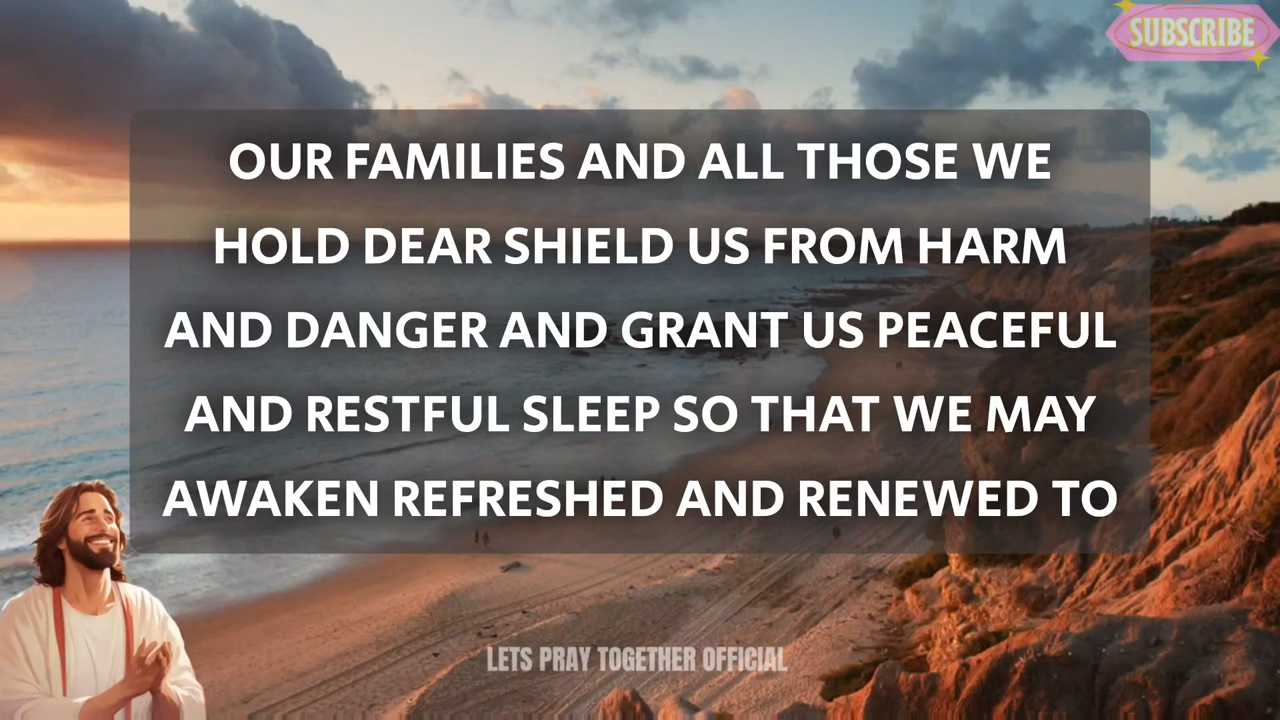 SUBSCRIBE
OUR FAMILIES AND ALL THOSE WE
HOLD DEAR SHIELD US FROM HARM
AND DANGER AND GRANT US PEACEFUL
AND RESTFUL SLEEP SO THAT WE MAY
AWAKEN REFRESHED AND RENEWED TO
LETS PRAY TOGETHER OFFICIAL